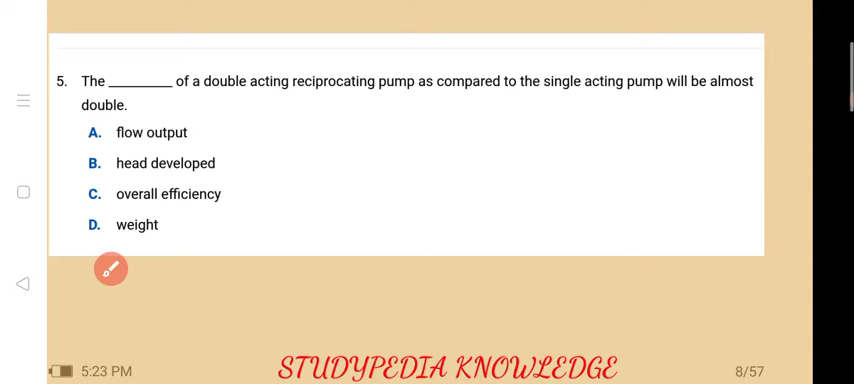 5. The _________ of a double acting reciprocating pump as compared to the single acting pump will be almost
double.
A. flow output
B. head developed
C. overall efficiency
D. weight
5:23 PM
STUDYPEDIA KNOWLEDGE
8/57